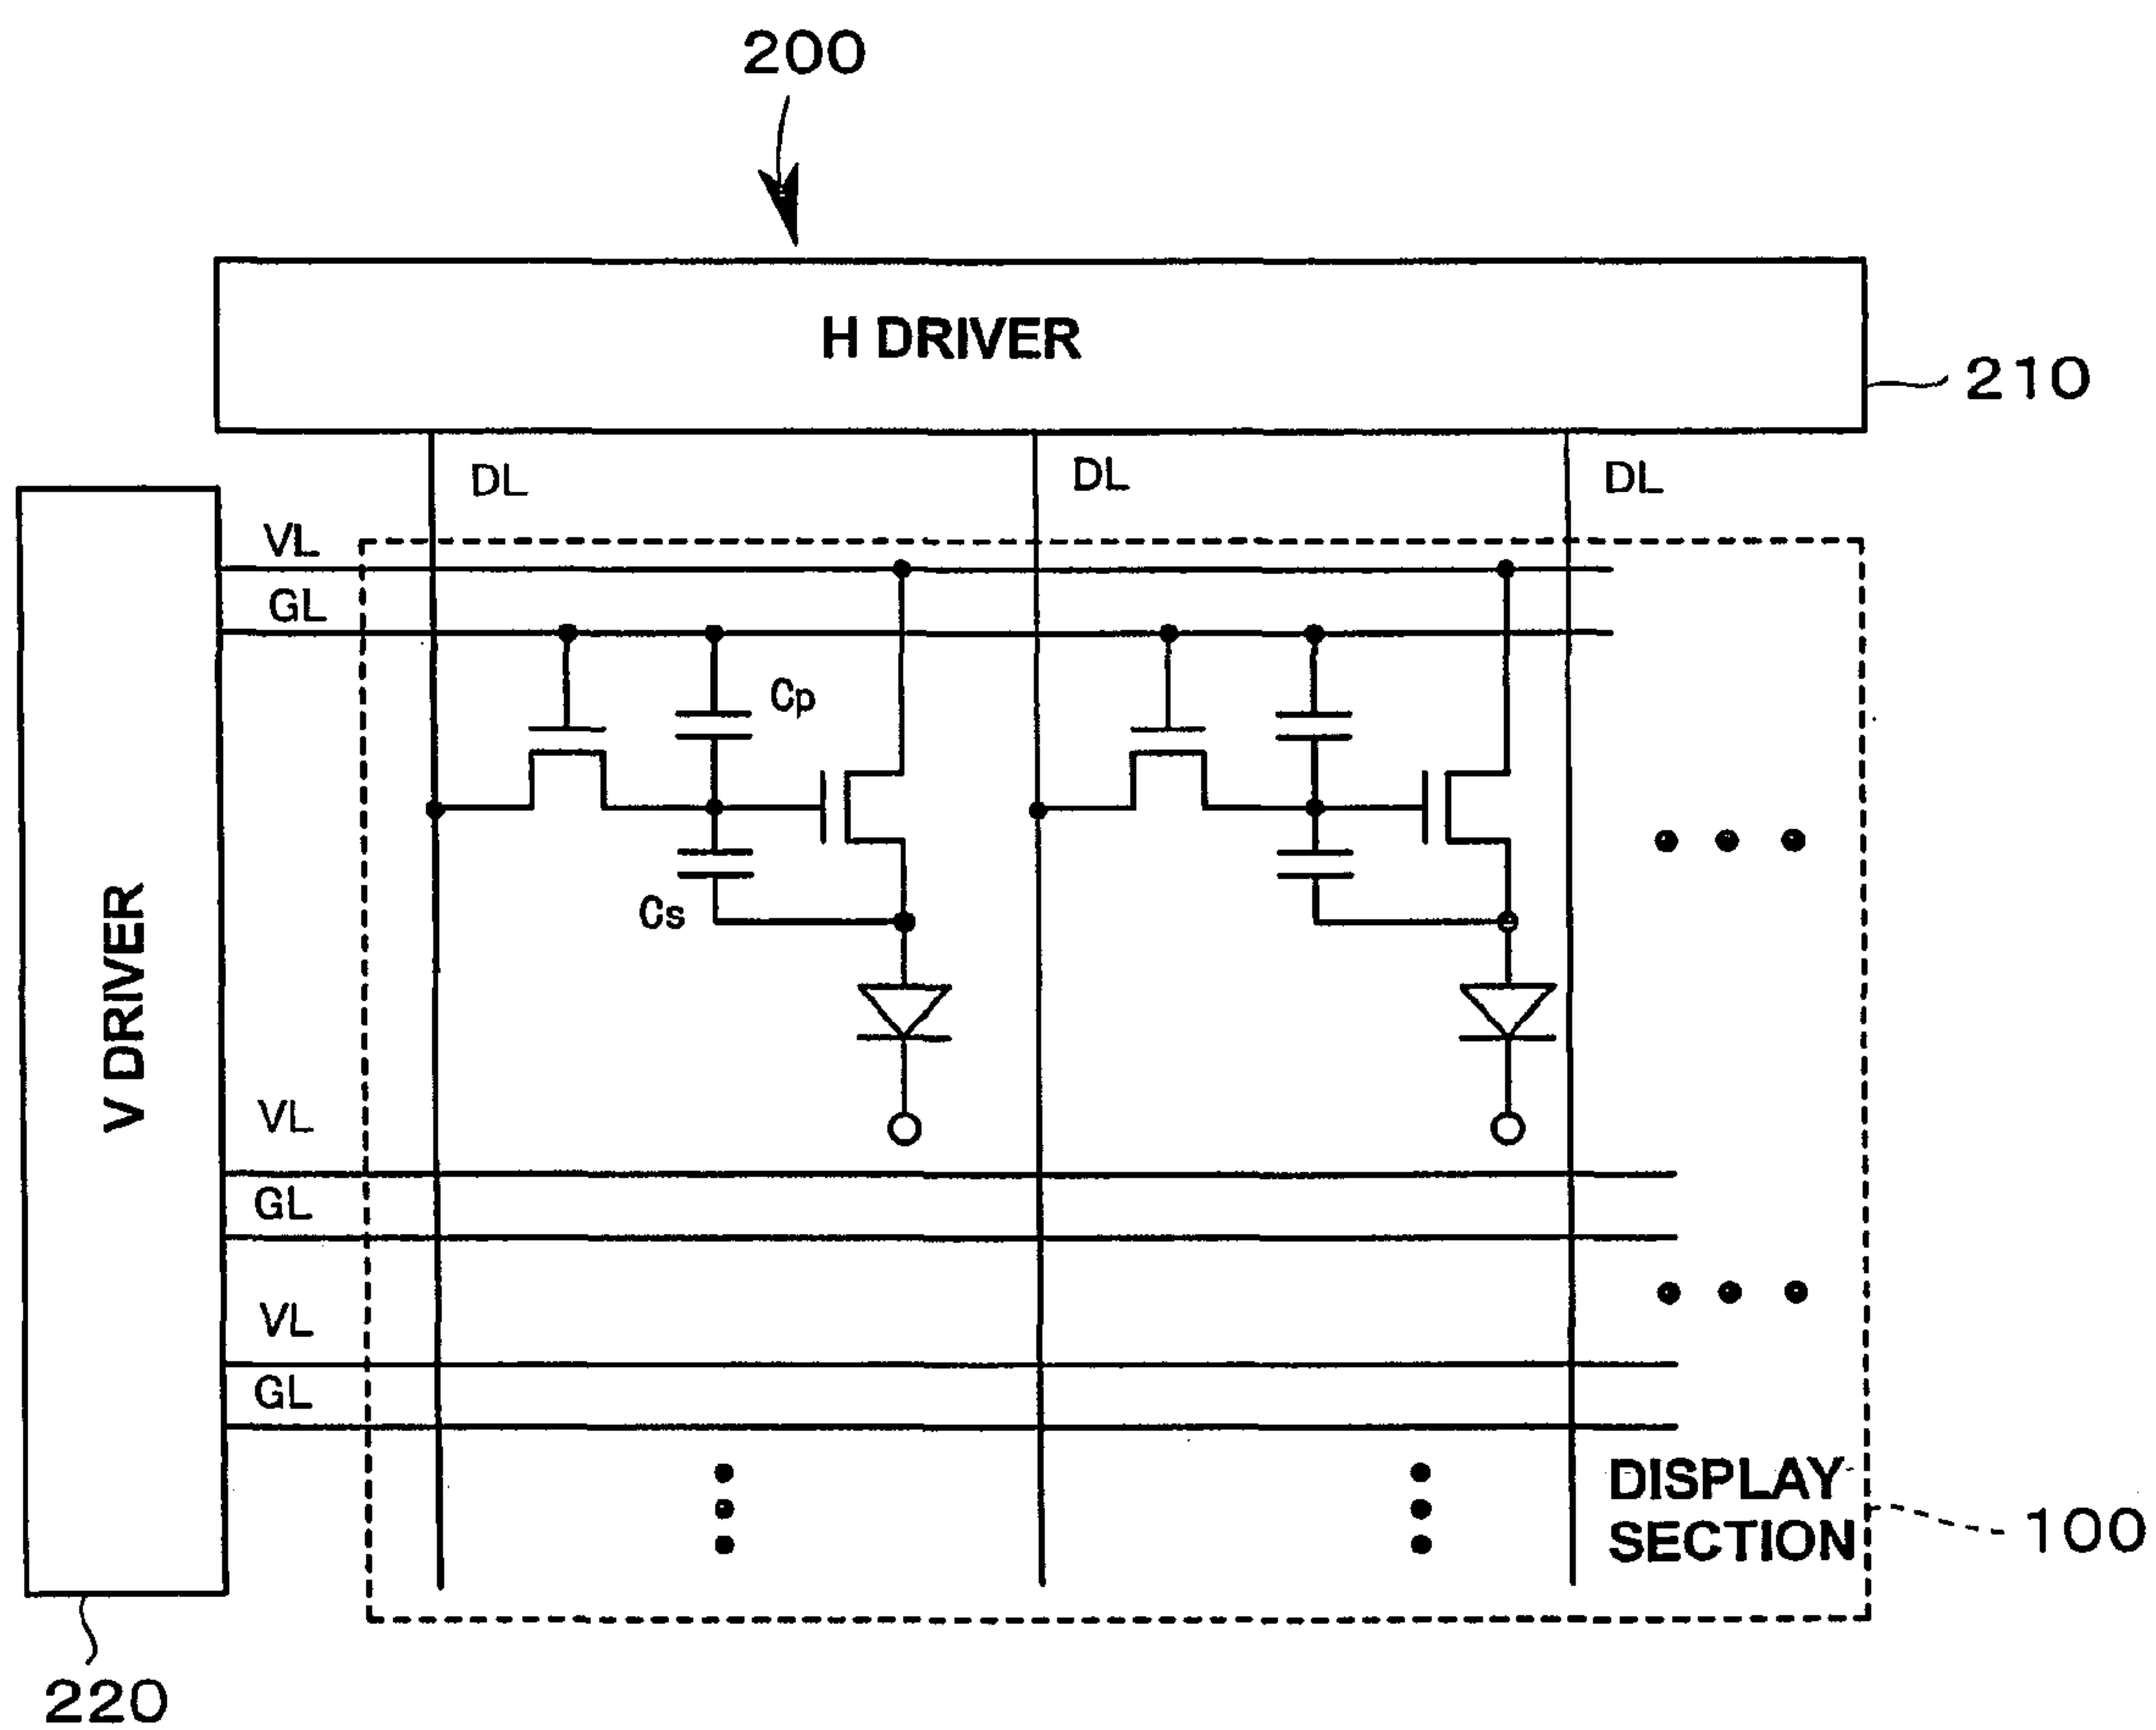 200
H DRIVER
210
DL
DL
DL
VL
GL
Cp
Cs
V DRIVER
VL
GL
VL
GL
DISPLAY
SECTION
100
220